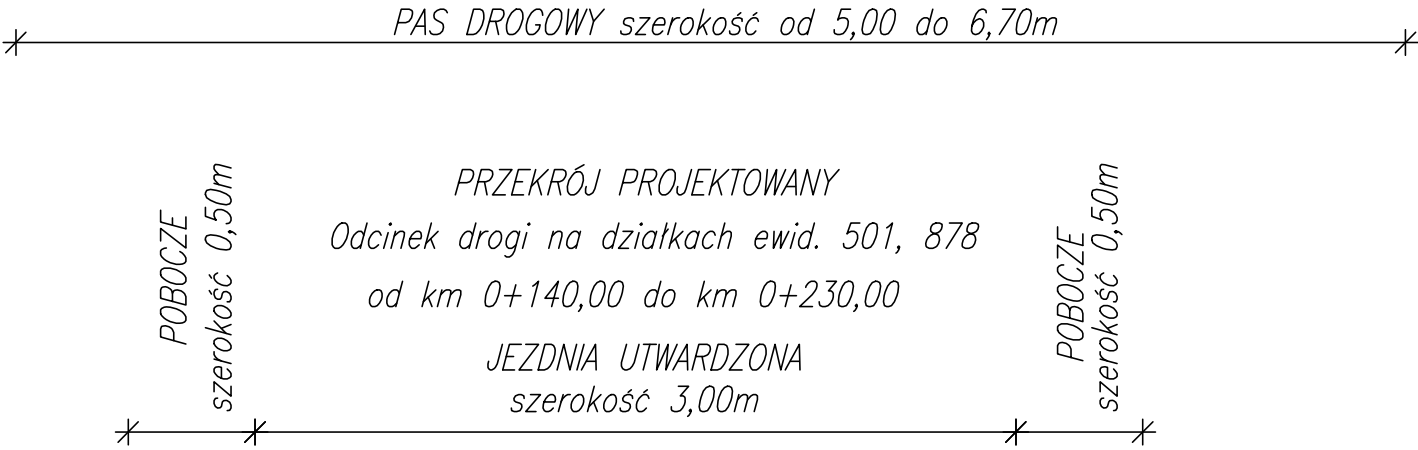 PAS DROGOWY szerokość od 5,00 do 6,70m
POBOCZE
szerokość 0,50m
PRZEKRÓJ PROJEKTOWANY
Odcinek drogi na działkach ewid. 501, 878
od km 0+140,00 do km 0+230,00
JEZDNIA UTWARDZONA
szerokość 3,00m
POBOCZE
szerokość 0,50m